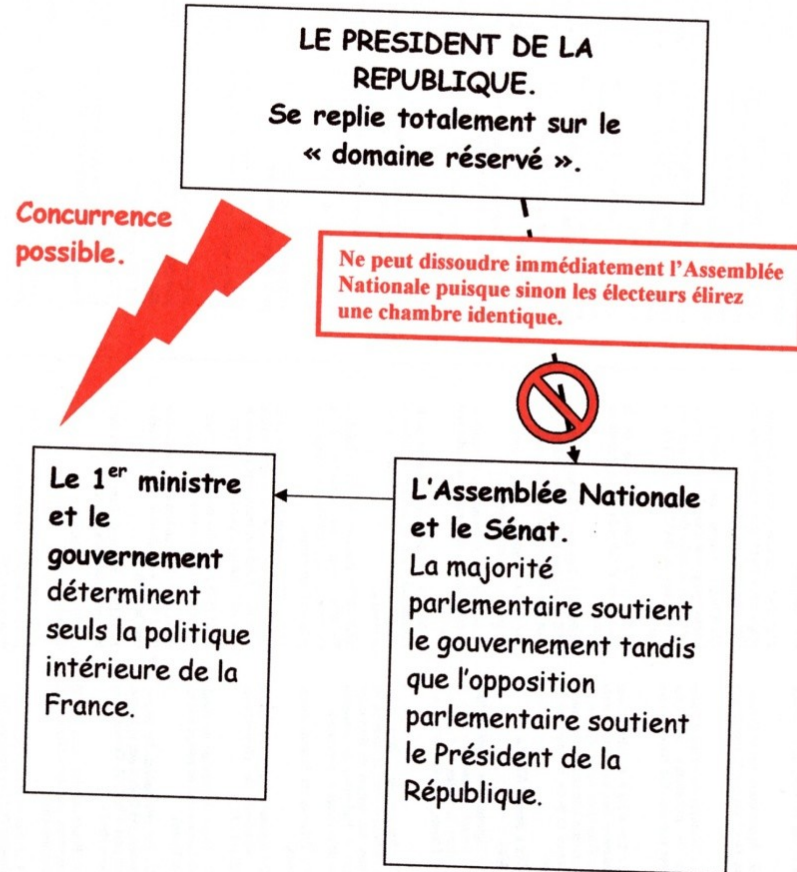 LE PRESIDENT DE LA
REPUBLIQUE.
Se replie totalement sur le
« domaine réservé ».
Concurrence
possible.
Ne peut dissoudre immédiatement l'Assemblée
Nationale puisque sinon les électeurs élirez
une chambre identique.
Le 1er ministre
et le
gouvernement
déterminent
seuls la politique
intérieure de la
France.
L'Assemblée Nationale
et le Sénat.
La majorité
parlementaire soutient
le gouvernement tandis
que l'opposition
parlementaire soutient
le Président de la
République.